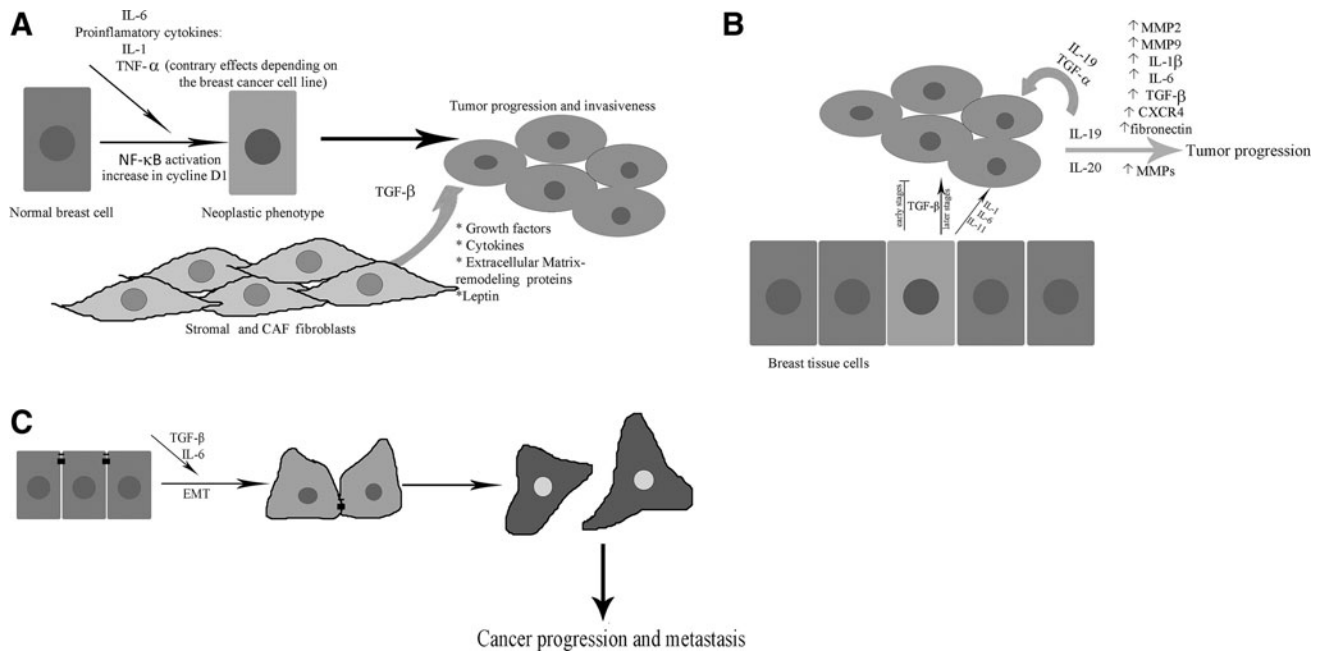 A
IL-6
Proinflamatory cytokines:
IL-1
TNF-α (contrary effects depending on
the breast cancer cell line)
NF-κB activation
increase in cycline D1
Normal breast cell
Neoplastic phenotype
Tumor progression and invasiveness
TGF-β
* Growth factors
* Cytokines
* Extracellular Matrix-
remodeling proteins
*Leptin
Stromal and CAF fibroblasts
B
IL-19
TGF-α
↑ MMP2
↑ MMP9
↑ IL-1β
↑ IL-6
↑ TGF-β
↑ CXCR4
↑fibronectin
IL-19
IL-20
↑ MMPs
Tumor progression
early stages
TGF-β
later stages
IL-1
IL-6
IL-11
Breast tissue cells
C
TGF-β
IL-6
EMT
Cancer progression and metastasis